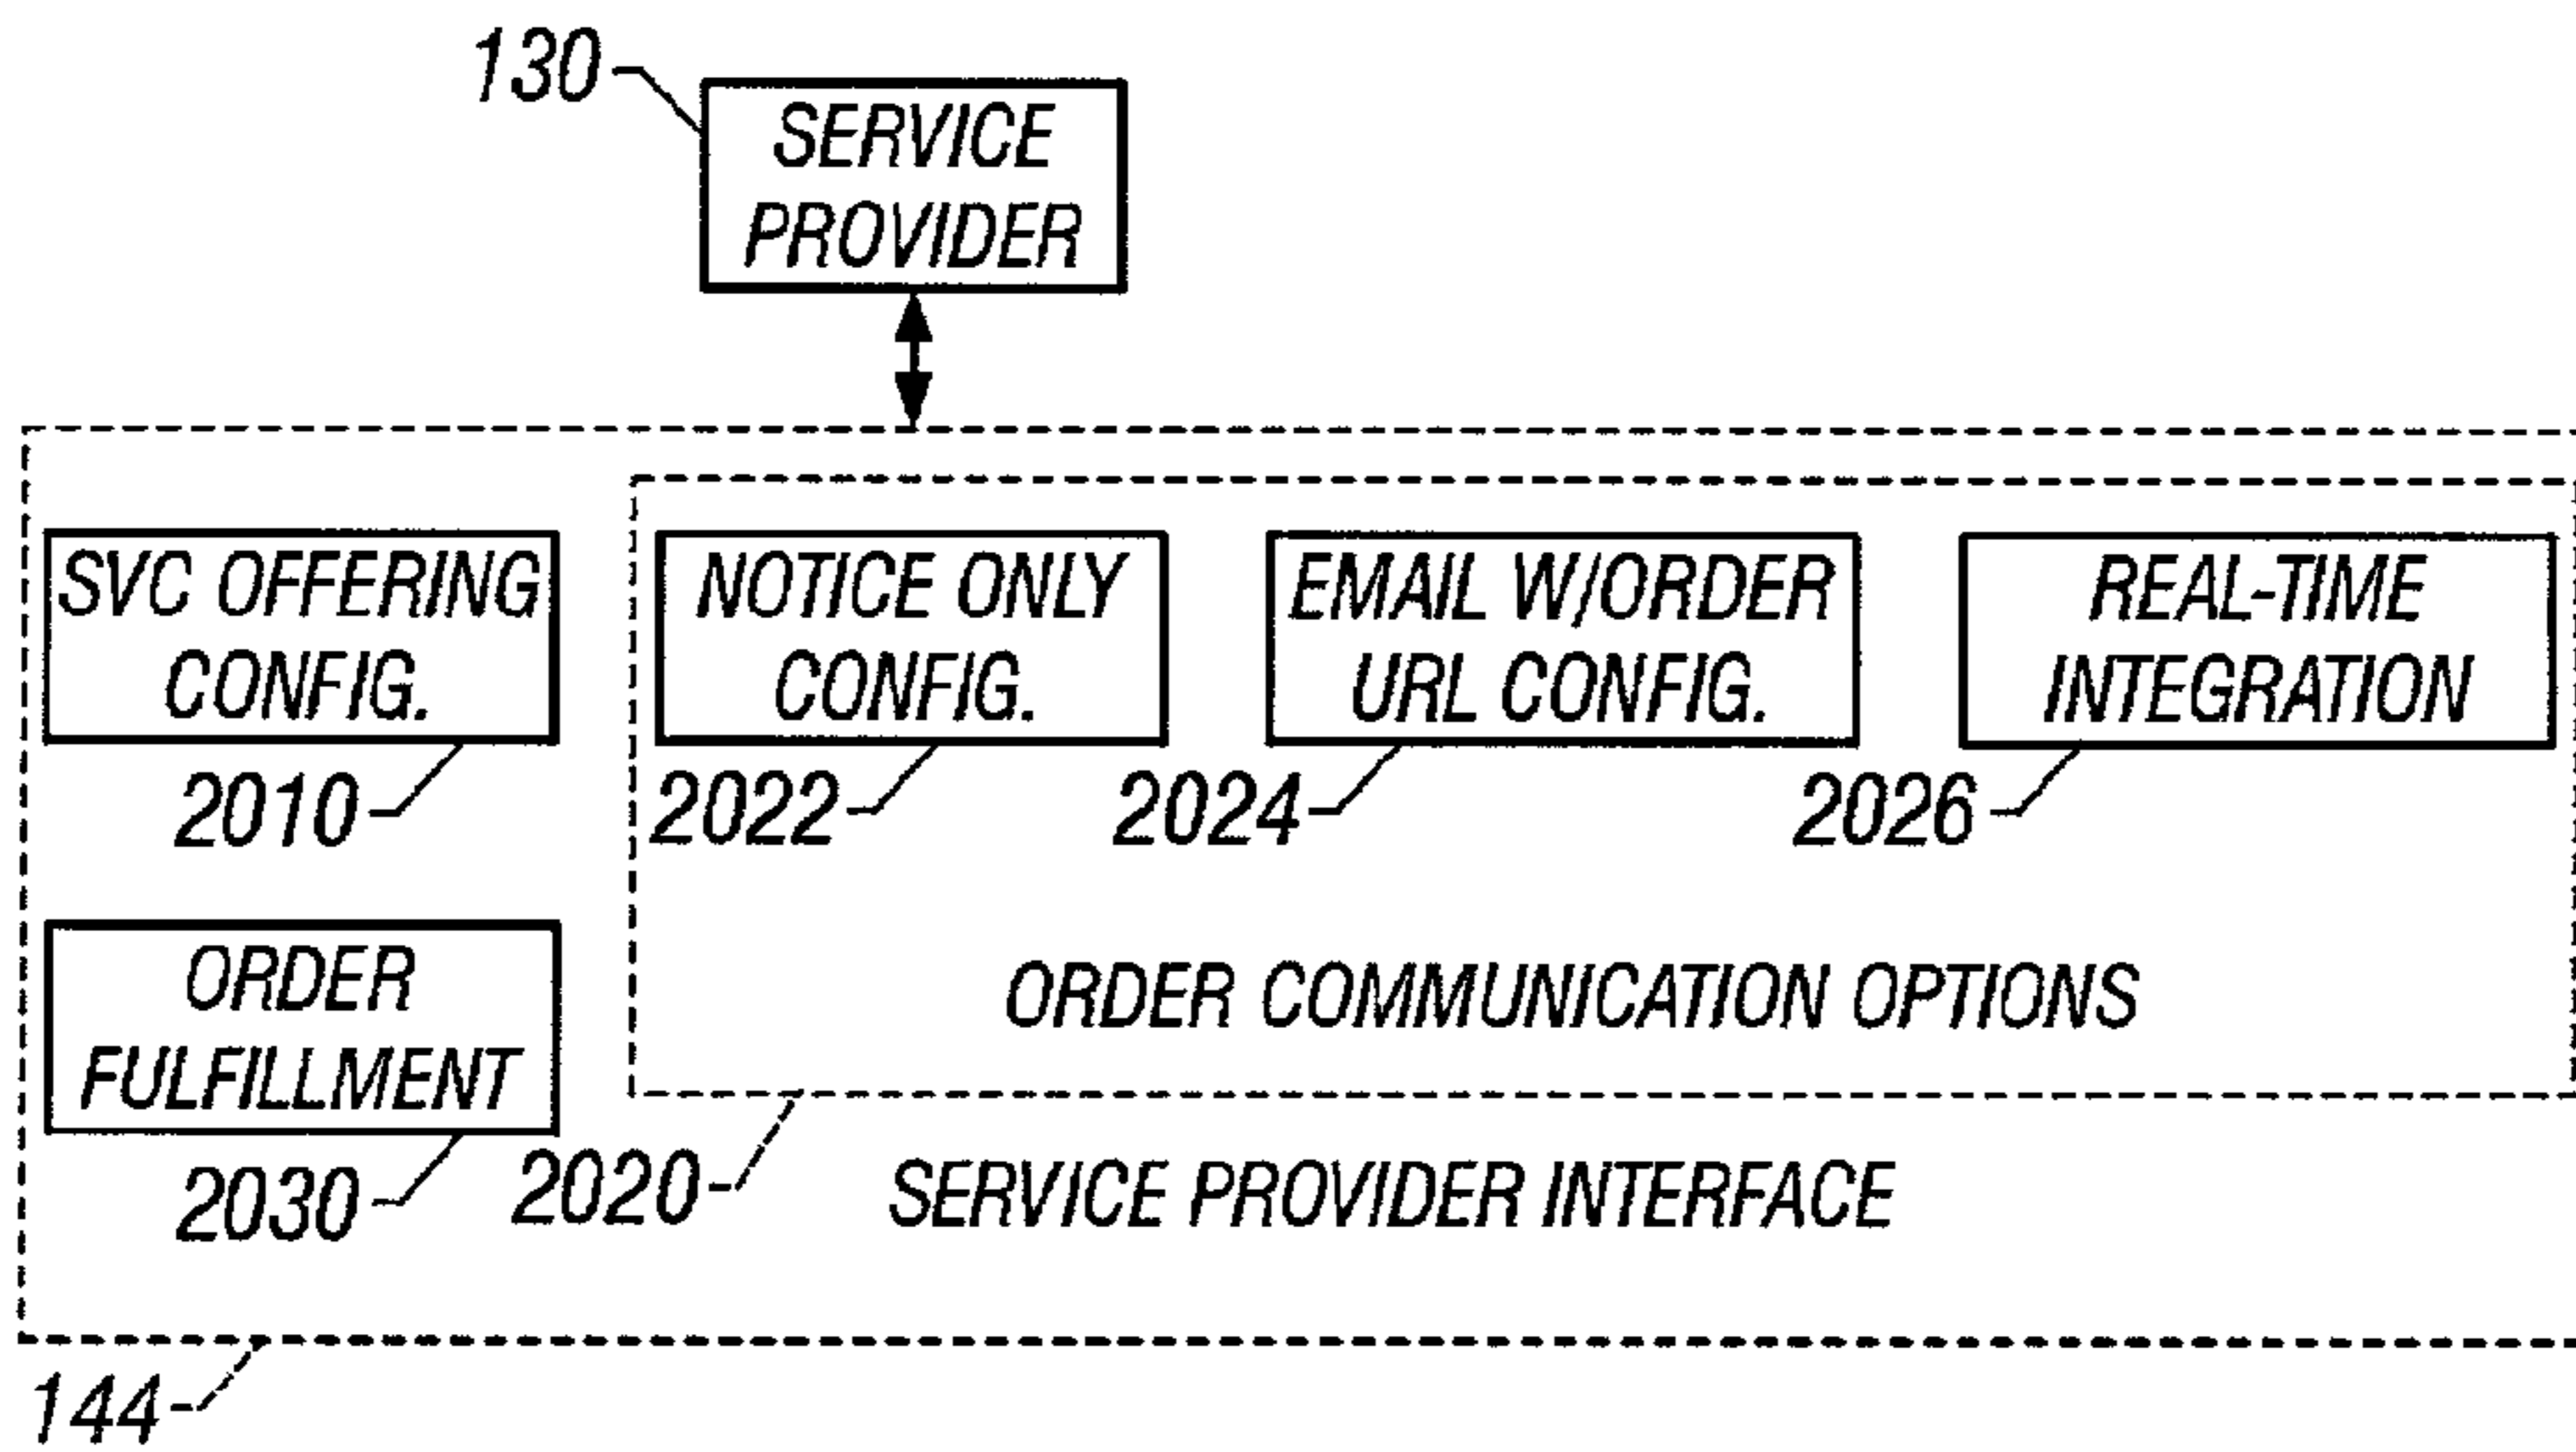 130
SERVICE
PROVIDER
SVC OFFERING
CONFIG.
2010
NOTICE ONLY
CONFIG.
2022
EMAIL W/ORDER
URL CONFIG.
2024
REAL-TIME
INTEGRATION
2026
ORDER
FULFILLMENT
2030
ORDER COMMUNICATION OPTIONS
2020
SERVICE PROVIDER INTERFACE
144